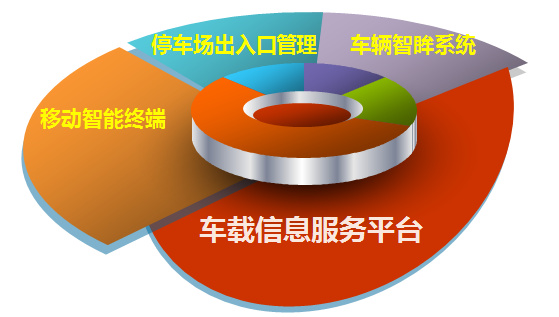 停车场出入口管理
车辆智眸系统
移动智能终端
车载信息服务平台